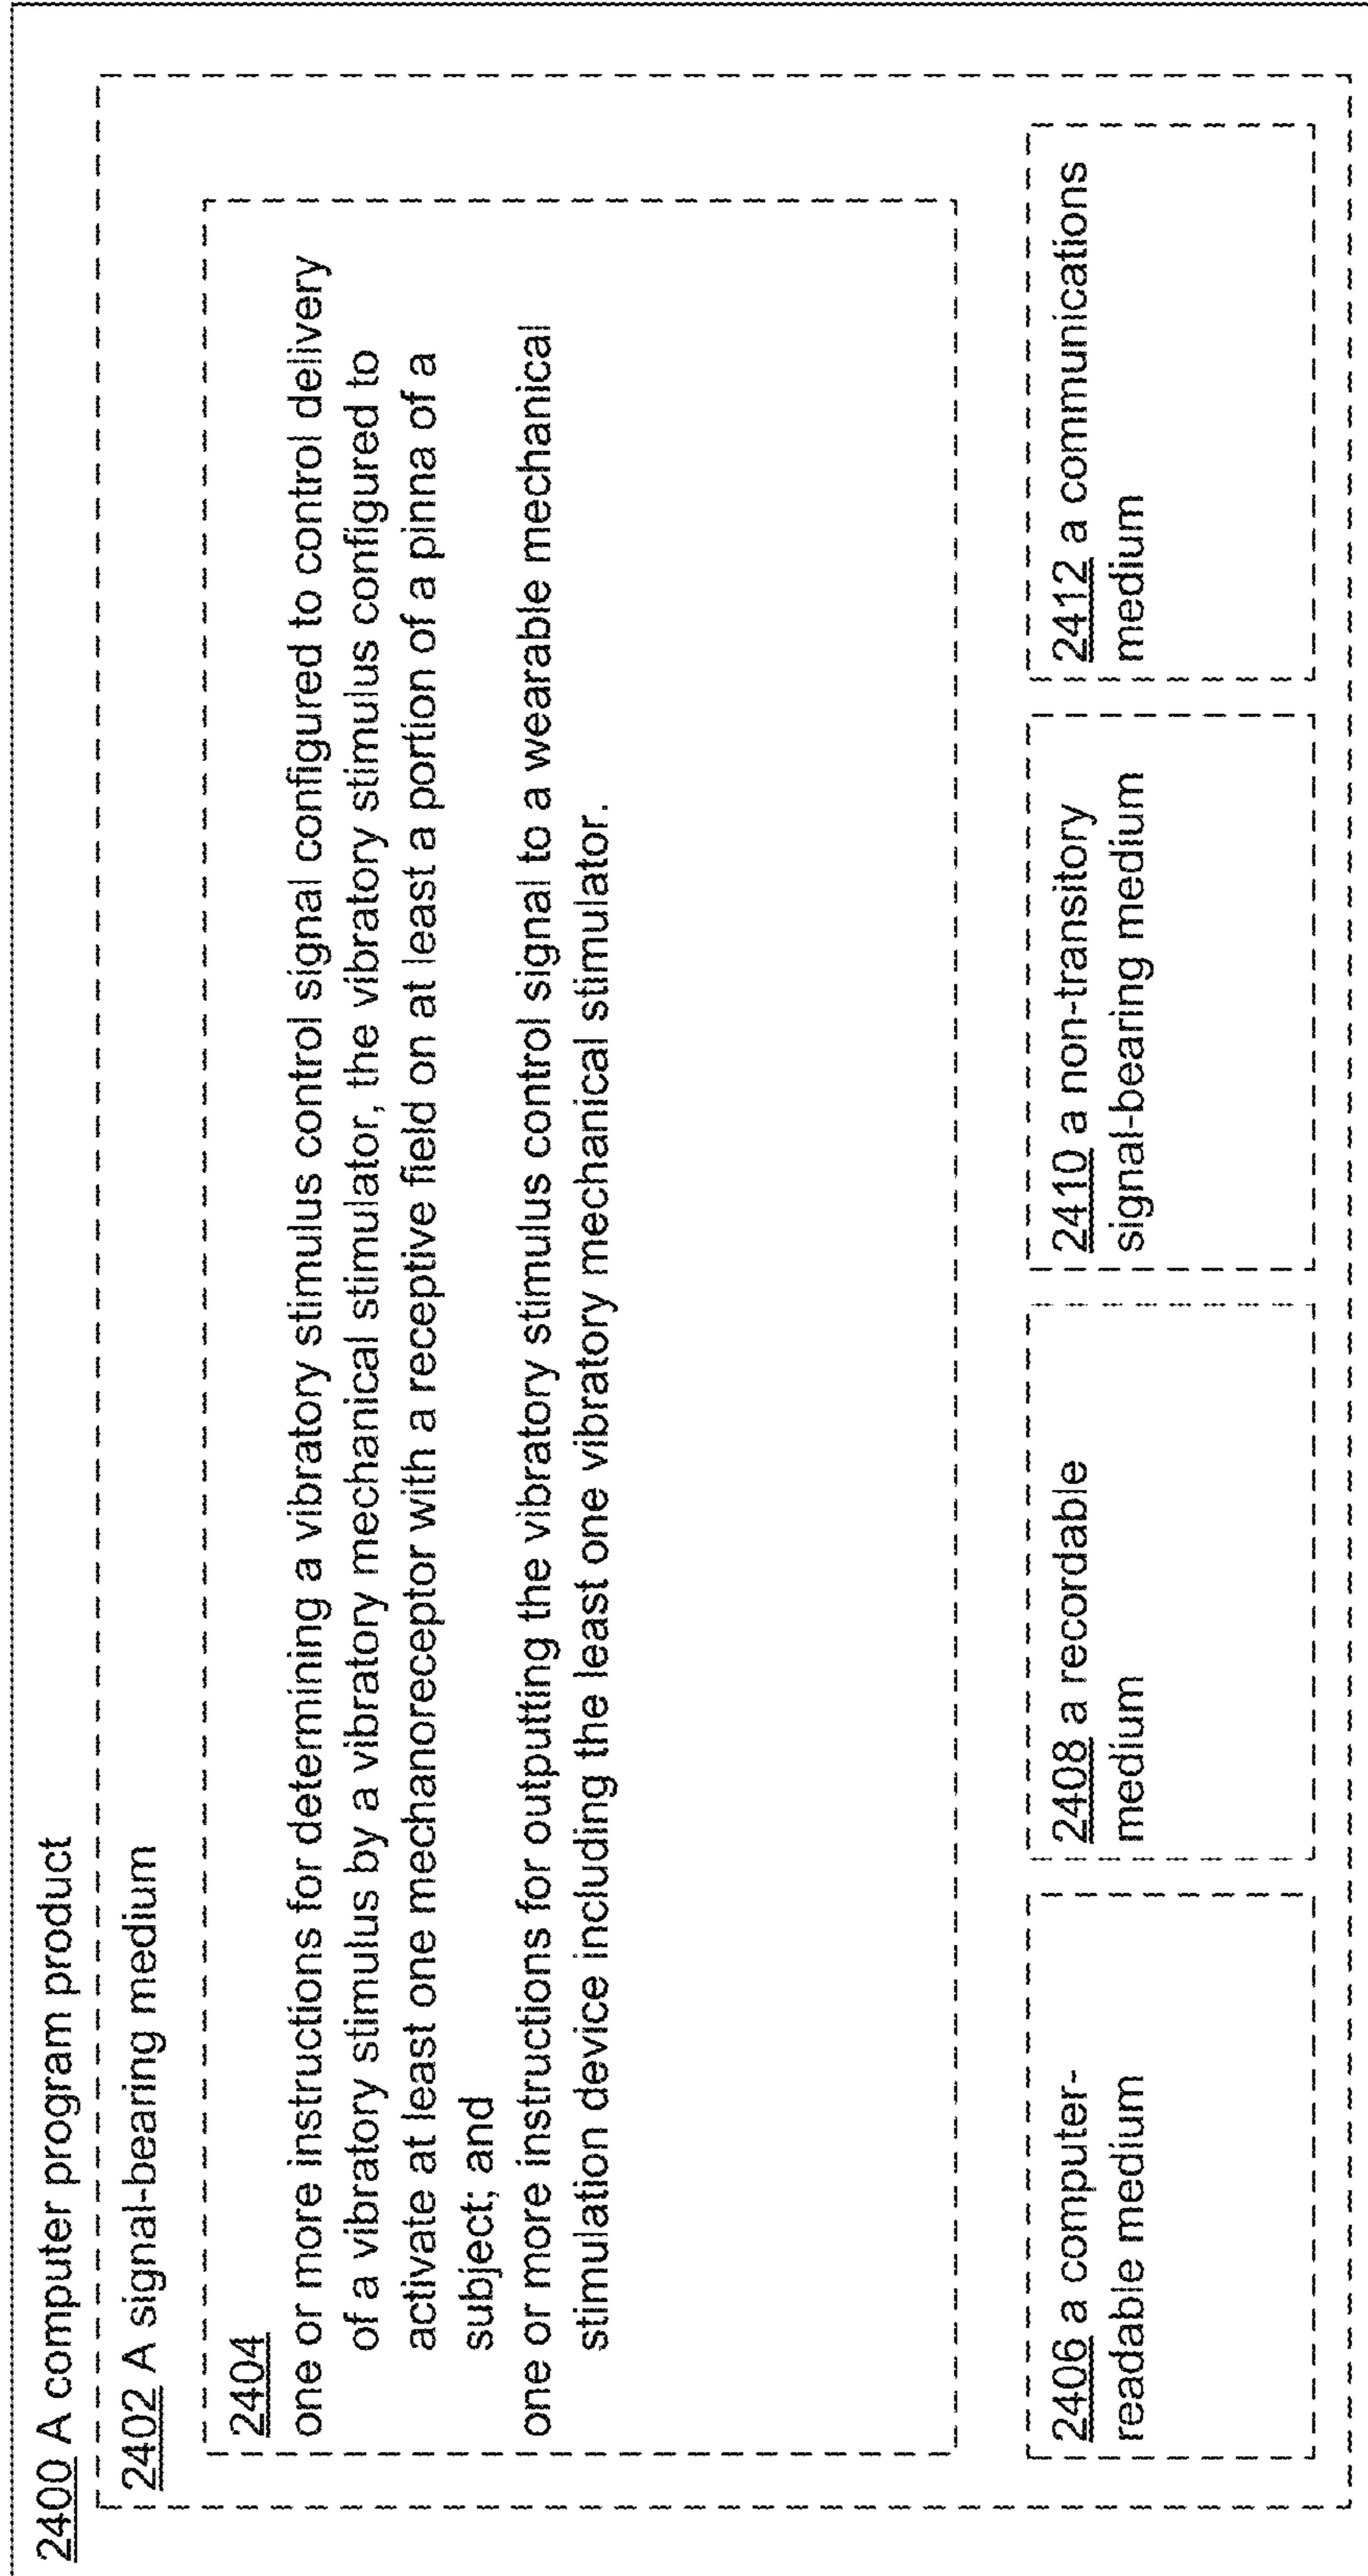 2400 A computer program product
2402 A signal-bearing medium
2404
one or more instructions for determining a vibratory stimulus control signal configured to control delivery
of a vibratory stimulus by a vibratory mechanical stimulator, the vibratory stimulus configured to
activate at least one mechanoreceptor with a receptive field on at least a portion of a pinna of a
subject; and
one or more instructions for outputting the vibratory stimulus control signal to a wearable mechanical
stimulation device including the least one vibratory mechanical stimulator.
2406 a computer-
readable medium
2408 a recordable
medium
2410 a non-transitory
signal-bearing medium
2412 a communications
medium